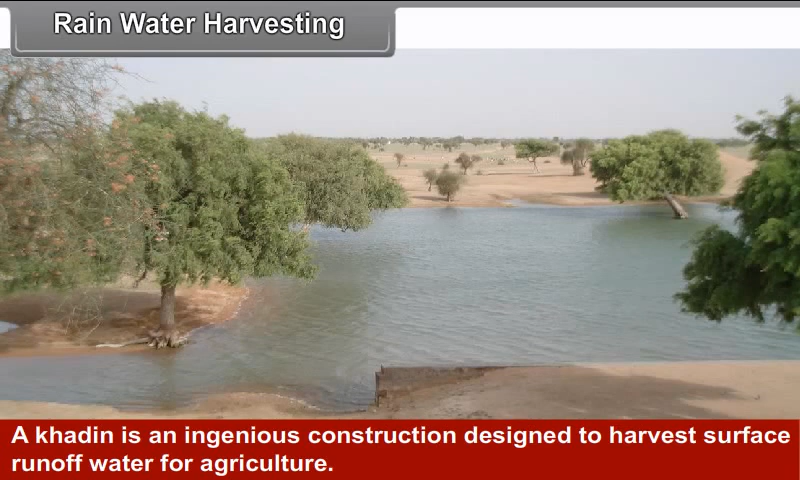 Rain Water Harvesting
A khadin is an ingenious construction designed to harvest surface
runoff water for agriculture.